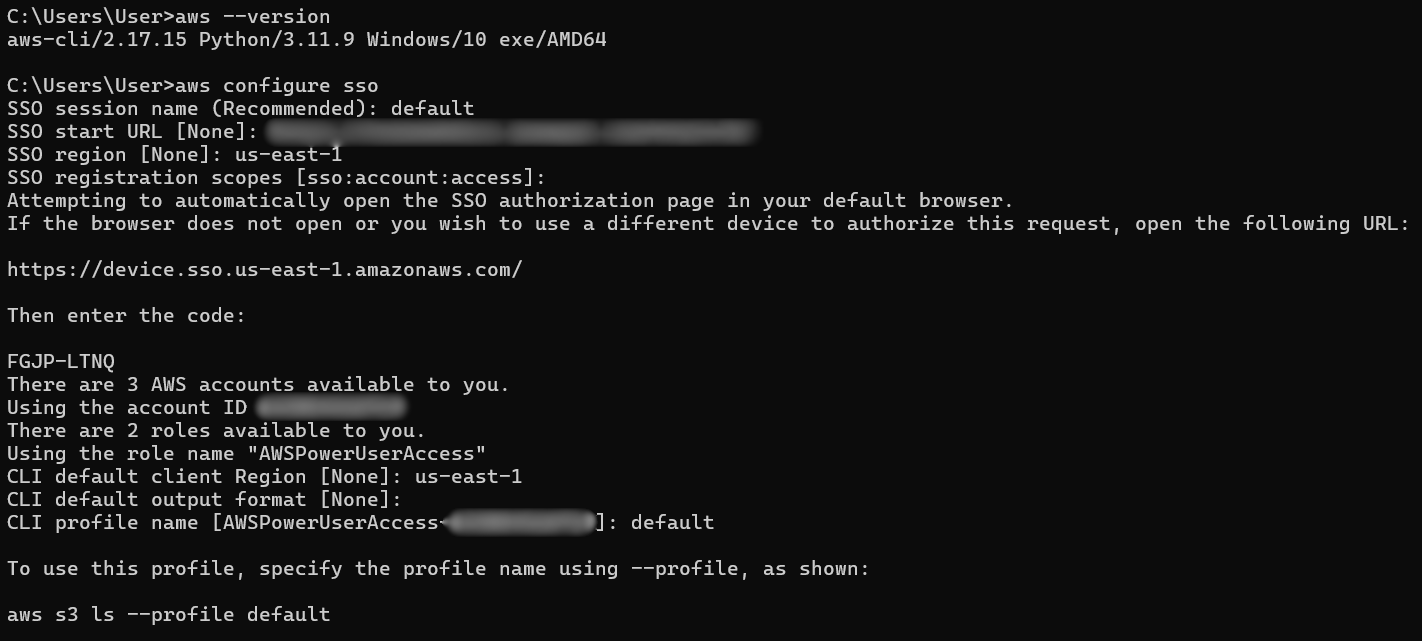 C:\Users\User>aws --version
aws-cli/2.17.15 Python/3.11.9 Windows/10 exe/AMD64
C:\Users\User>aws configure sso
SSO session name (Recommended): default
SSO start URL [None]:
SSO region [None]: us-east-1
SSO registration scopes [sso:account:access]:
Attempting to automatically open the SSO authorization page in your default browser.
If the browser does not open or you wish to use a different device to authorize this request, open the following URL:
https://device.sso.us-east-1.amazonaws.com/
Then enter the code:
FGJP-LTNQ
There are 3 AWS accounts available to you.
Using the account ID
There are 2 roles available to you.
Using the role name "AWSPowerUserAccess"
CLI default client Region [None]: us-east-1
CLI default output format [None]:
CLI profile name [AWSPowerUserAccess-]: default
To use this profile, specify the profile name using --profile, as shown:
aws s3 ls --profile default